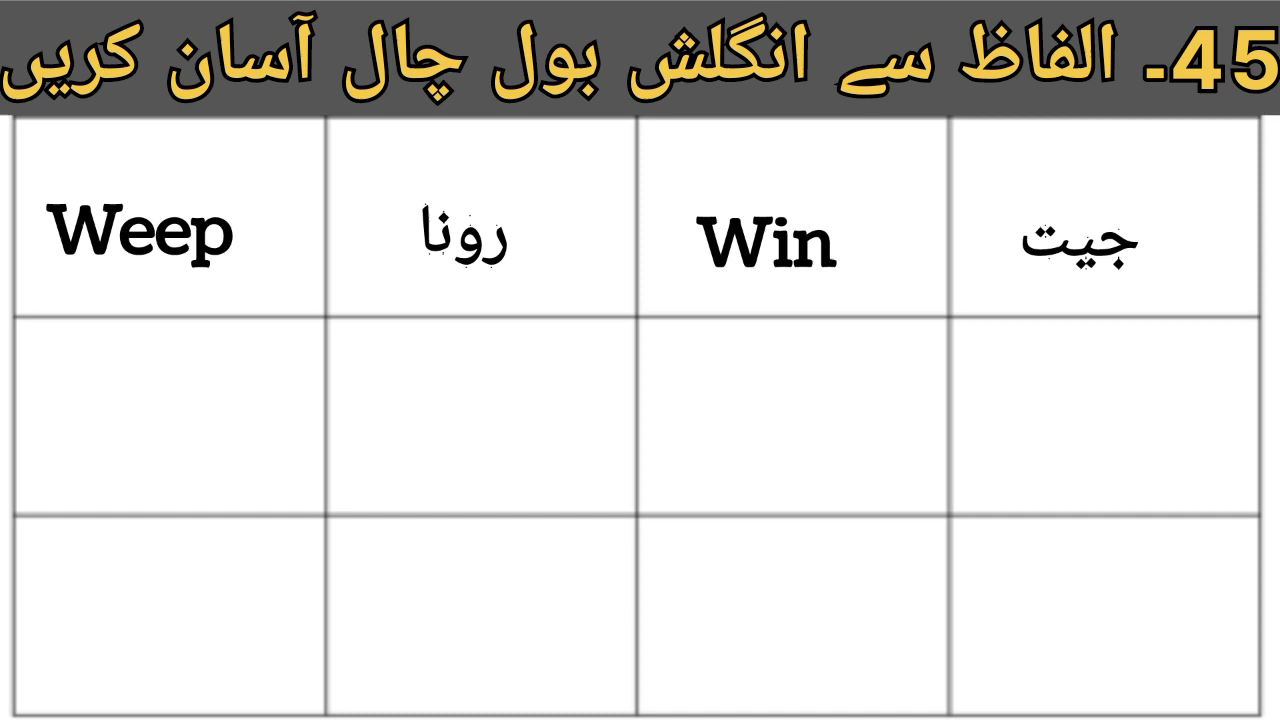 45۔ الفاظ سے انگلش بول چال آسان کریں
Weep رونا Win جیت